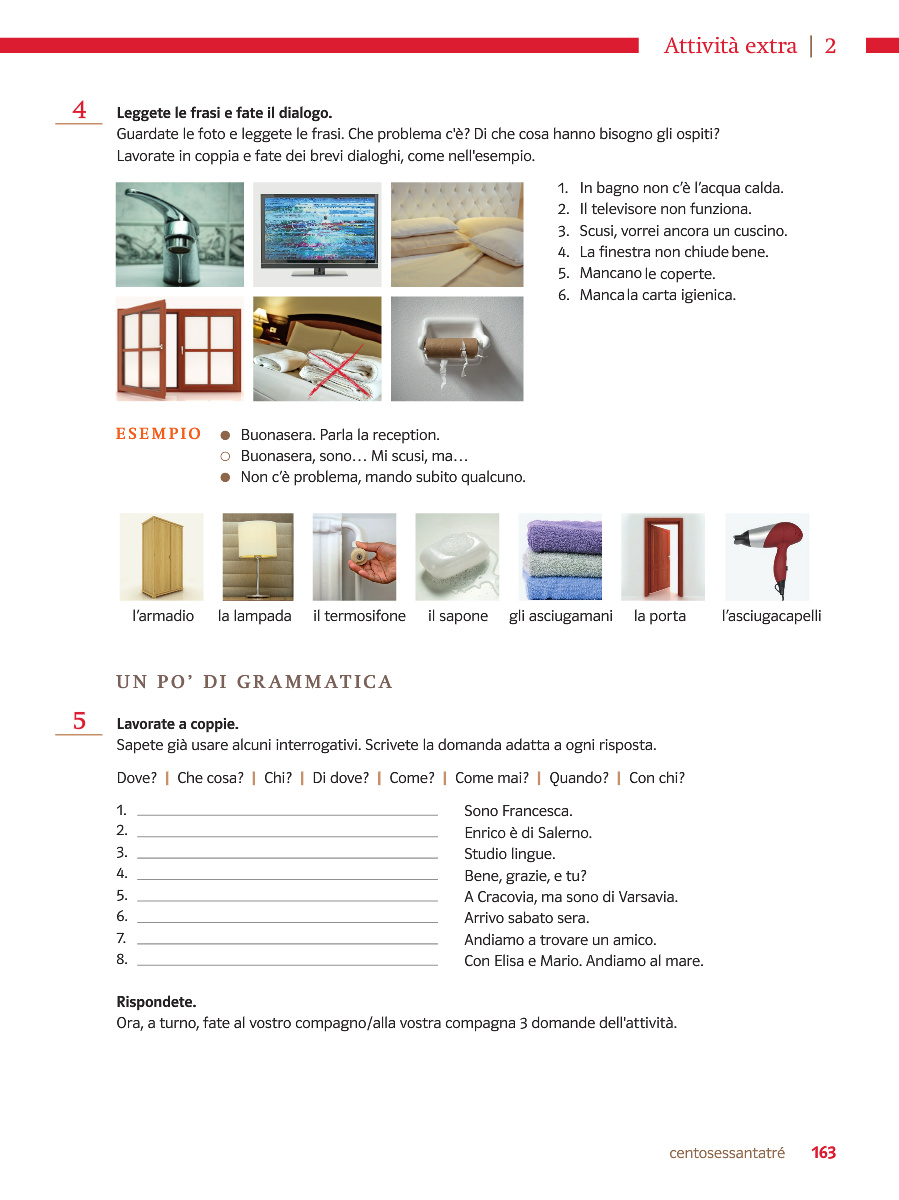 Attività extra | 2
4
Leggete le frasi e fate il dialogo.
Guardate le foto e leggete le frasi. Che problema c'è? Di che cosa hanno bisogno gli ospiti?
Lavorate in coppia e fate dei brevi dialoghi, come nell'esempio.
1. In bagno non c’è l’acqua calda.
2. Il televisore non funziona.
3. Scusi, vorrei ancora un cuscino.
4. La finestra non chiude bene.
5. Mancano le coperte.
6. Manca la carta igienica.
ESEMPIO
● Buonasera. Parla la reception.
○ Buonasera, sono… Mi scusi, ma…
● Non c’è problema, mando subito qualcuno.
l’armadio la lampada il termosifone il sapone gli asciugamani la porta l’asciugacapelli
UN PO’ DI GRAMMATICA
5
Lavorate a coppie.
Sapete già usare alcuni interrogativi. Scrivete la domanda adatta a ogni risposta.
Dove? | Che cosa? | Chi? | Di dove? | Come? | Come mai? | Quando? | Con chi?
1. Sono Francesca.
2. Enrico è di Salerno.
3. Studio lingue.
4. Bene, grazie, e tu?
5. A Cracovia, ma sono di Varsavia.
6. Arrivo sabato sera.
7. Andiamo a trovare un amico.
8. Con Elisa e Mario. Andiamo al mare.
Rispondete.
Ora, a turno, fate al vostro compagno/alla vostra compagna 3 domande dell'attività.
centosessantatré 163